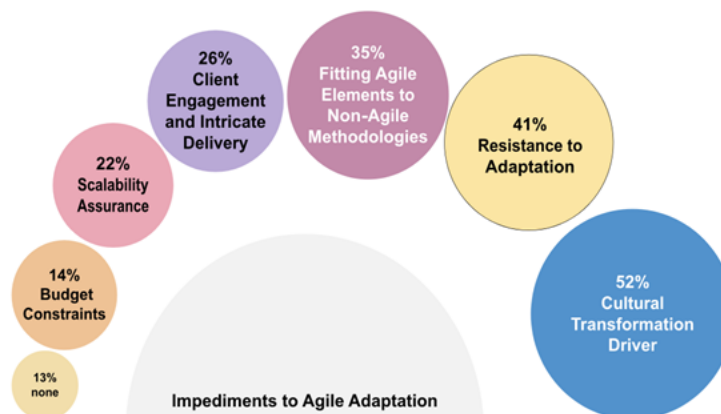 26%
Client
Engagement
and Intricate
Delivery
35%
Fitting Agile
Elements to
Non-Agile
Methodologies
41%
Resistance to
Adaptation
22%
Scalability
Assurance
14%
Budget
Constraints
52%
Cultural
Transformation
Driver
13%
none
Impediments to Agile Adaptation